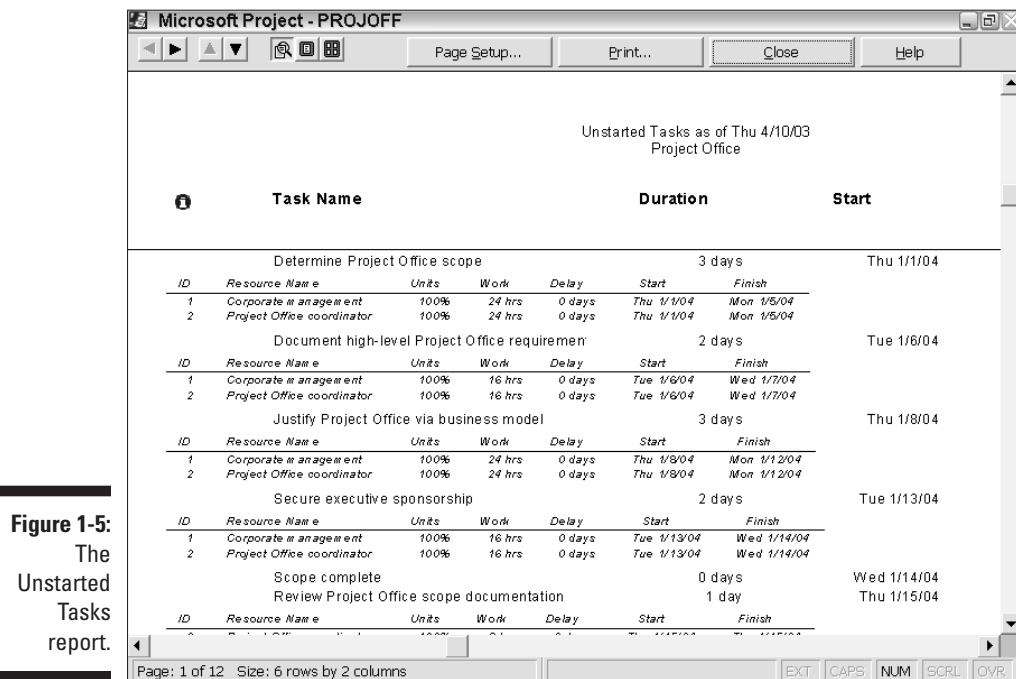 Microsoft Project - PROJOFF
Page Setup... Print... Close Help
Unstarted Tasks as of Thu 4/10/03
Project Office
Task Name Duration Start
Determine Project Office scope 3 days Thu 1/1/04
ID Resource Name Units Work Delay Start Finish
1 Corporate management 100% 24 hrs 0 days Thu 1/1/04 Mon 1/5/04
2 Project Office coordinator 100% 24 hrs 0 days Thu 1/1/04 Mon 1/5/04
Document high-level Project Office requiremen 2 days Tue 1/6/04
ID Resource Name Units Work Delay Start Finish
1 Corporate management 100% 16 hrs 0 days Tue 1/6/04 Wed 1/7/04
2 Project Office coordinator 100% 16 hrs 0 days Tue 1/6/04 Wed 1/7/04
Justify Project Office via business model 3 days Thu 1/8/04
ID Resource Name Units Work Delay Start Finish
1 Corporate management 100% 24 hrs 0 days Thu 1/8/04 Mon 1/12/04
2 Project Office coordinator 100% 24 hrs 0 days Thu 1/8/04 Mon 1/12/04
Secure executive sponsorship 2 days Tue 1/13/04
ID Resource Name Units Work Delay Start Finish
1 Corporate management 100% 16 hrs 0 days Tue 1/13/04 Wed 1/14/04
2 Project Office coordinator 100% 16 hrs 0 days Tue 1/13/04 Wed 1/14/04
Scope complete 0 days Wed 1/14/04
Review Project Office scope documentation 1 day Thu 1/15/04
ID Resource Name Units Work Delay Start Finish
Page: 1 of 12 Size: 6 rows by 2 columns EXT CAPS NUM SCRL OVR
Figure 1-5:
The
Unstarted
Tasks
report.